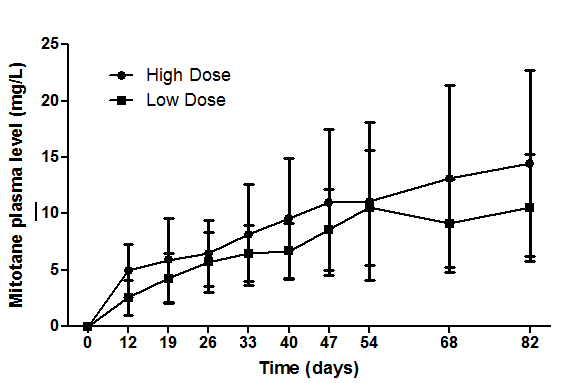 25
20
15
10
5
0
Mitotane plasma level (mg/L)
High Dose
Low Dose
0 12 19 26 33 40 47 54 68 82
Time (days)